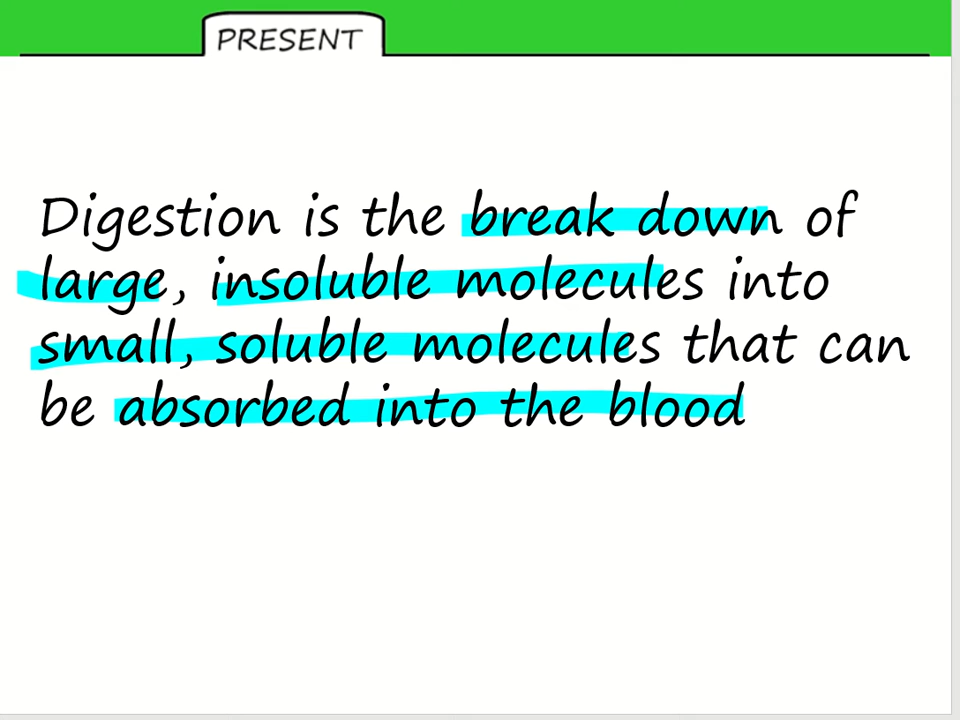 PRESENT
Digestion is the break down of
large, insoluble molecules into
small, soluble molecules that can
be absorbed into the blood